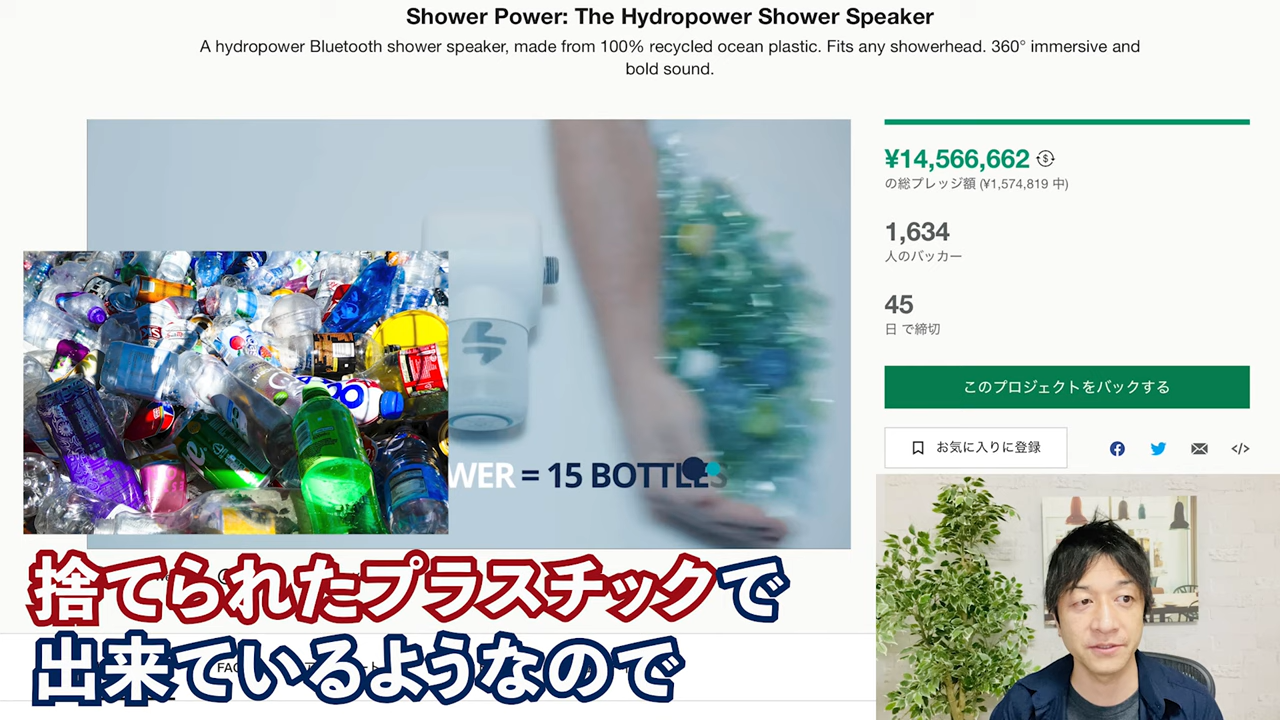 Shower Power: The Hydropower Shower Speaker
A hydropower Bluetooth shower speaker, made from 100% recycled ocean plastic. Fits any showerhead. 360° immersive and
bold sound.
¥14,566,662
の総プレッジ額 (¥1,574,819 中)
1,634
人のバッカー
45
日 で締切
このプロジェクトをバックする
お気に入りに登録
WER = 15 BOTTLES
捨てられたプラスチックで
出来ているようなので